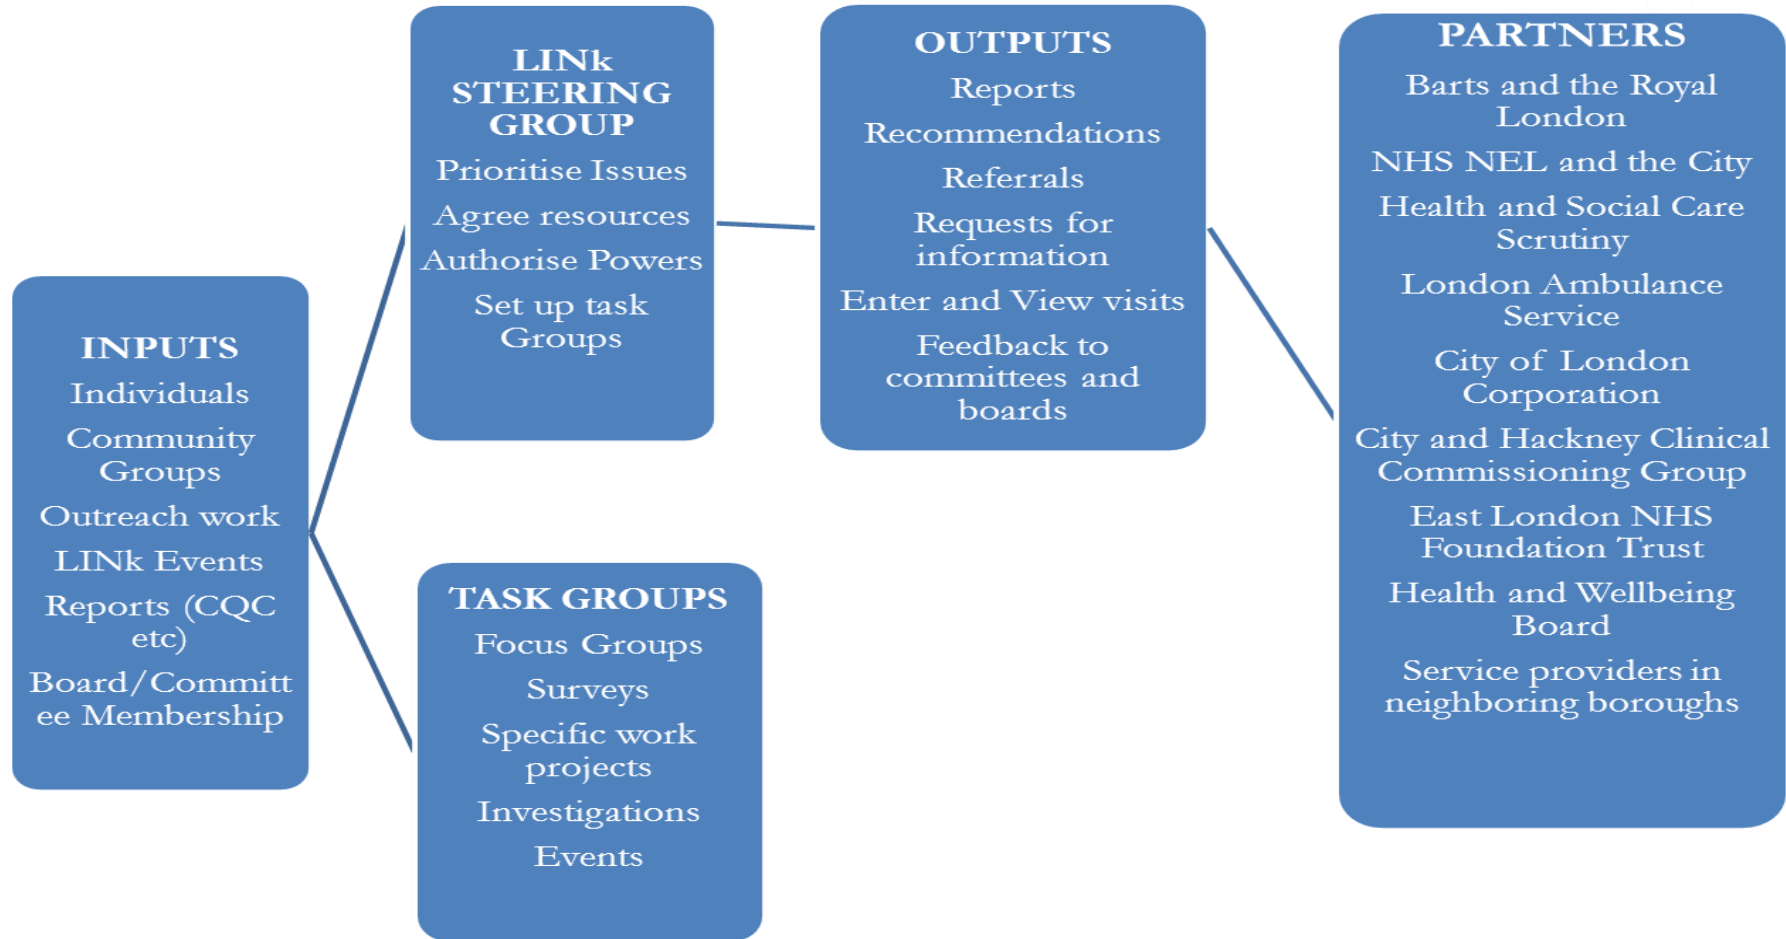 INPUTS
Individuals
Community
Groups
Outreach work
LINk Events
Reports (CQC
etc)
Board/Committ
ee Membership
LINk
STEERING
GROUP
Prioritise Issues
Agree resources
Authorise Powers
Set up task
Groups
TASK GROUPS
Focus Groups
Surveys
Specific work
projects
Investigations
Events
OUTPUTS
Reports
Recommendations
Referrals
Requests for
information
Enter and View visits
Feedback to
committees and
boards
PARTNERS
Barts and the Royal
London
NHS NEL and the City
Health and Social Care
Scrutiny
London Ambulance
Service
City of London
Corporation
City and Hackney Clinical
Commissioning Group
East London NHS
Foundation Trust
Health and Wellbeing
Board
Service providers in
neighboring boroughs